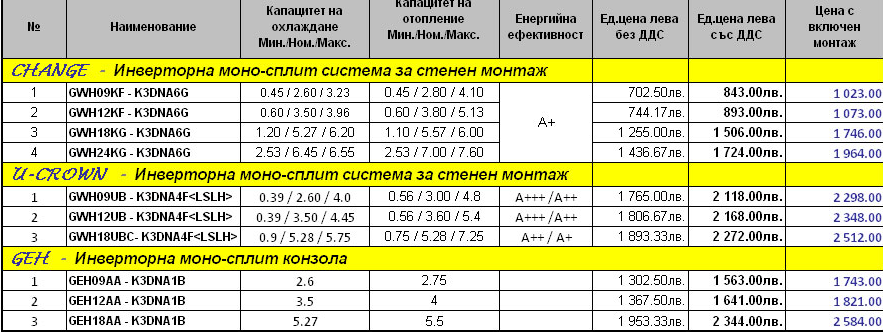 № Наименование Капацитет на охлаждане Мин./Ном./Макс. Капацитет на отопление Мин./Ном./Макс. Енергийна ефективност Ед.цена лева без ДДС Ед.цена лева със ДДС Цена с включен монтаж
CHANGE - Инверторна моно-сплит система за стенен монтаж
1 GWH09KF - K3DNA6G 0.45 / 2.60 / 3.23 0.45 / 2.80 / 4.10 A+ 702.50лв. 843.00лв. 1 023.00
2 GWH12KF - K3DNA6G 0.60 / 3.50 / 3.96 0.60 / 3.80 / 5.13 744.17лв. 893.00лв. 1 073.00
3 GWH18KG - K3DNA6G 1.20 / 5.27 / 6.20 1.10 / 5.57 / 6.00 1 255.00лв. 1 506.00лв. 1 746.00
4 GWH24KG - K3DNA6G 2.53 / 6.45 / 6.55 2.53 / 7.00 / 7.60 1 436.67лв. 1 724.00лв. 1 964.00
U-CROWN - Инверторна моно-сплит система за стенен монтаж
1 GWH09UB - K3DNA4F<LSLH> 0.39 / 2.60 / 4.0 0.56 / 3.00 / 4.8 A+++ /A++ 1 765.00лв. 2 118.00лв. 2 298.00
2 GWH12UB - K3DNA4F<LSLH> 0.39 / 3.50 / 4.45 0.56 / 3.60 / 5.4 A+++ /A++ 1 806.67лв. 2 168.00лв. 2 348.00
3 GWH18UBC- K3DNA4F<LSLH> 0.9 / 5.28 / 5.75 0.75 / 5.28 / 7.25 A++ / A+ 1 893.33лв. 2 272.00лв. 2 512.00
GEH - Инверторна моно-сплит конзола
1 GEH09AA - K3DNA1B 2.6 2.75 1 302.50лв. 1 563.00лв. 1 743.00
2 GEH12AA - K3DNA1B 3.5 4 1 367.50лв. 1 641.00лв. 1 821.00
3 GEH18AA - K3DNA1B 5.27 5.5 1 953.33лв. 2 344.00лв. 2 584.00